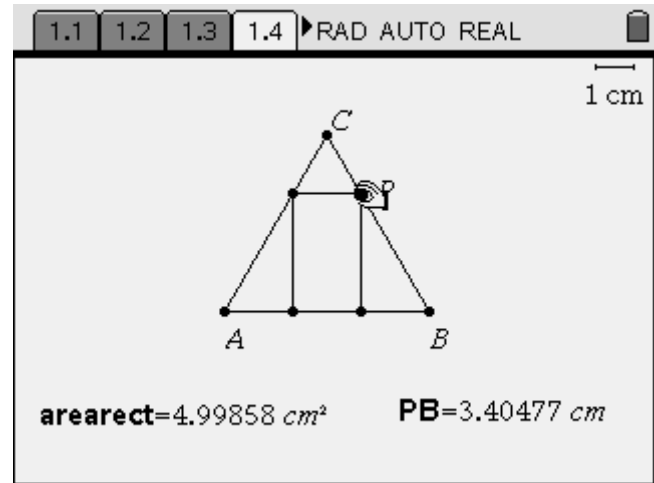 1.1 1.2 1.3 1.4 RAD AUTO REAL
1 cm
C
P
A B
arearect=4.99858 cm² PB=3.40477 cm